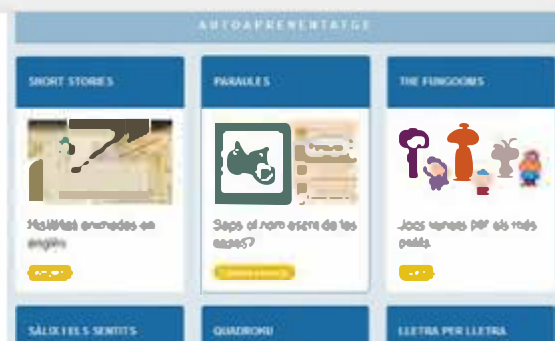 AUTOAPRENENTATGE
SHORT STORIES
PARAULES
THE FUNGOOMS
Històries animades en
anglès
Saps el nom exacte de les
coses?
Jocs variats per als més
petits.
SÀLIX I ELS SENTITS
QUADROKU
LLETRA PER LLETRA